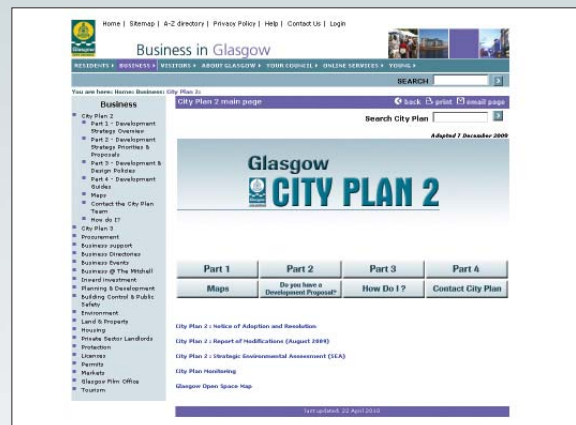 Home | Sitemap | A-Z directory | Privacy Policy | Help | Contact Us | Login
Business in Glasgow
RESIDENTS BUSINESS VISITORS ABOUT GLASGOW YOUR COUNCIL ONLINE SERVICES YOUNG
SEARCH
You are here: Home: Business: City Plan 2:
Business
City Plan 2
Part 1 - Development
Strategy Overview
Part 2 - Development
Strategy Priorities &
Proposals
Part 3 - Development &
Design Policies
Part 4 - Development
Guides
Maps
Contact the City Plan
Team
How do I?
City Plan 3
Procurement
Business support
Business Directories
Business Events
Business @ The Mitchell
Inward Investment
Planning & Development
Building Control & Public
Safety
Environment
Land & Property
Housing
Private Sector Landlords
Protection
Licences
Permits
Markets
Glasgow Film Office
Tourism
City Plan 2 main page
back print email page
Search City Plan
Adopted 7 December 2009
Glasgow
CITY PLAN 2
Part 1 Part 2 Part 3 Part 4
Maps Do you have a Development Proposal? How Do I ? Contact City Plan
City Plan 2 : Notice of Adoption and Resolution
City Plan 2 : Report of Modifications (August 2009)
City Plan 2 : Strategic Environmental Assessment (SEA)
City Plan Monitoring
Glasgow Open Space Map
last updated: 22 April 2010